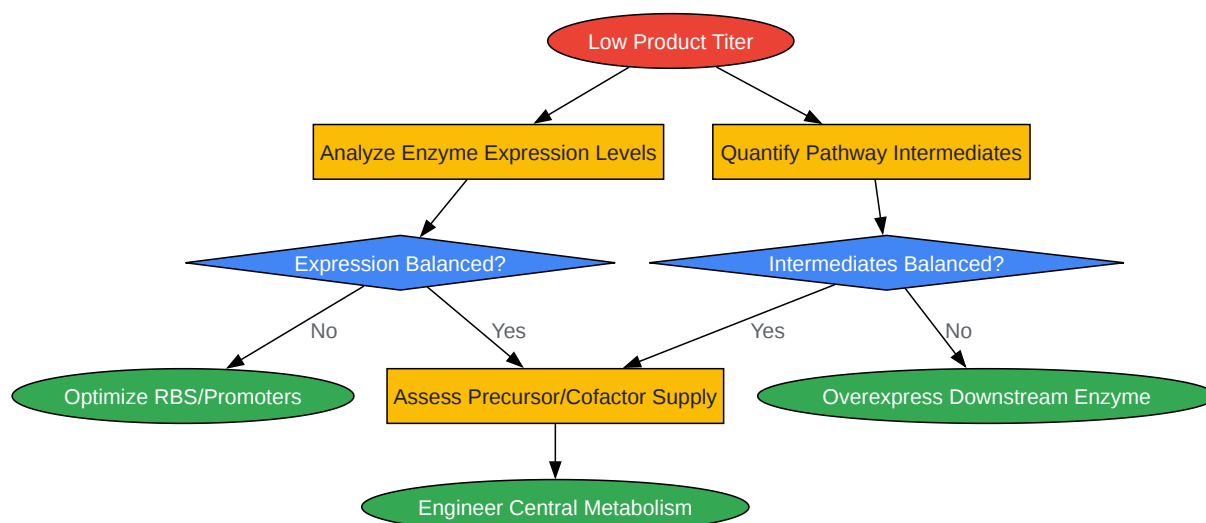 Low Product Titer
Analyze Enzyme Expression Levels
Quantify Pathway Intermediates
Expression Balanced?
Intermediates Balanced?
No
Yes
Yes
No
Optimize RBS/Promoters
Assess Precursor/Cofactor Supply
Overexpress Downstream Enzyme
Engineer Central Metabolism